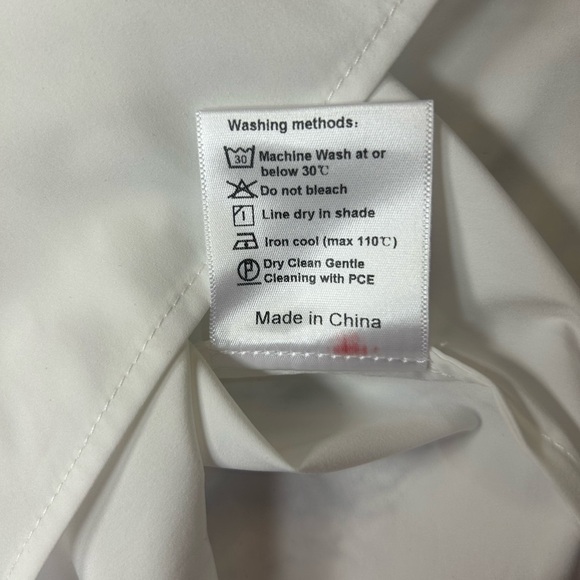 Washing methods:
30 Machine Wash at or
below 30℃
Do not bleach
Line dry in shade
Iron cool (max 110℃)
P Dry Clean Gentle
Cleaning with PCE
Made in China